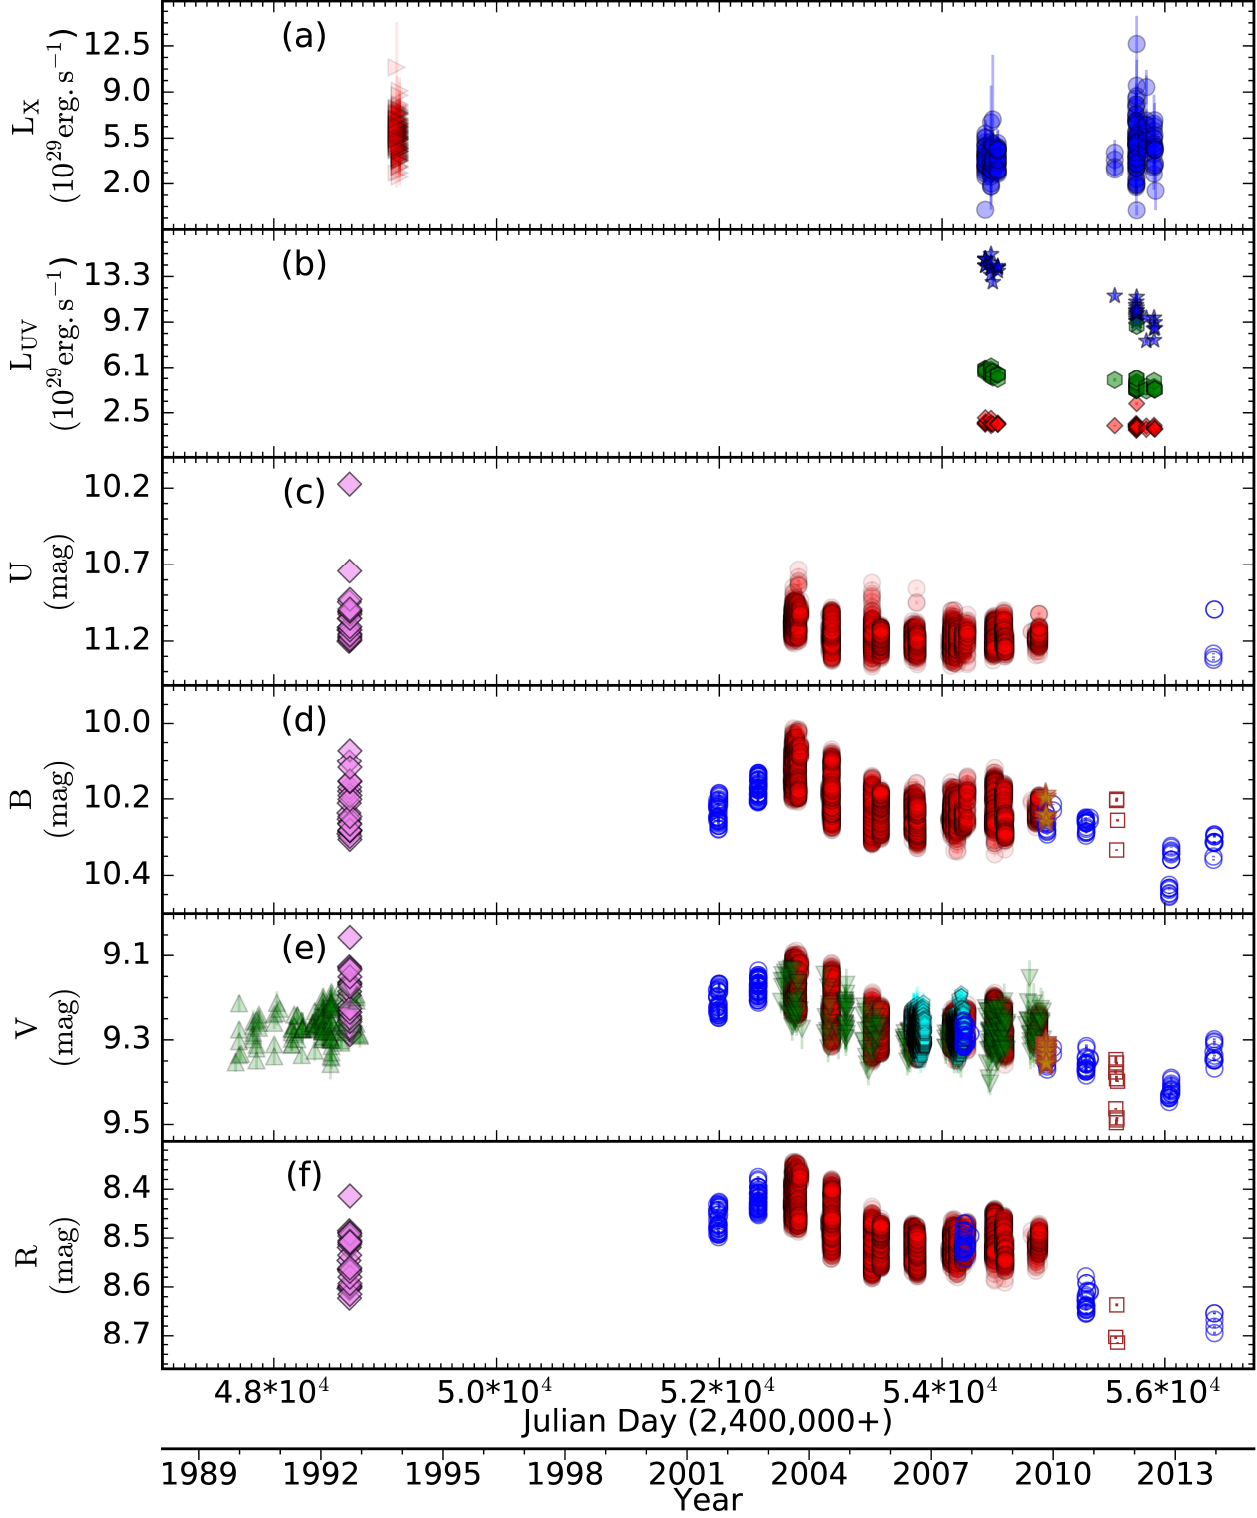 (a)
12.5
9.0
5.5
2.0
L_X
(10^29 erg.s^−1)
(b)
13.3
9.7
6.1
2.5
L_UV
(10^29 erg.s^−1)
(c)
10.2
10.7
11.2
U
(mag)
(d)
10.0
10.2
10.4
B
(mag)
(e)
9.1
9.3
9.5
V
(mag)
(f)
8.4
8.5
8.6
8.7
R
(mag)
4.8*10^4 5.0*10^4 5.2*10^4 5.4*10^4 5.6*10^4
Julian Day (2,400,000+)
1989 1992 1995 1998 2001 2004 2007 2010 2013
Year